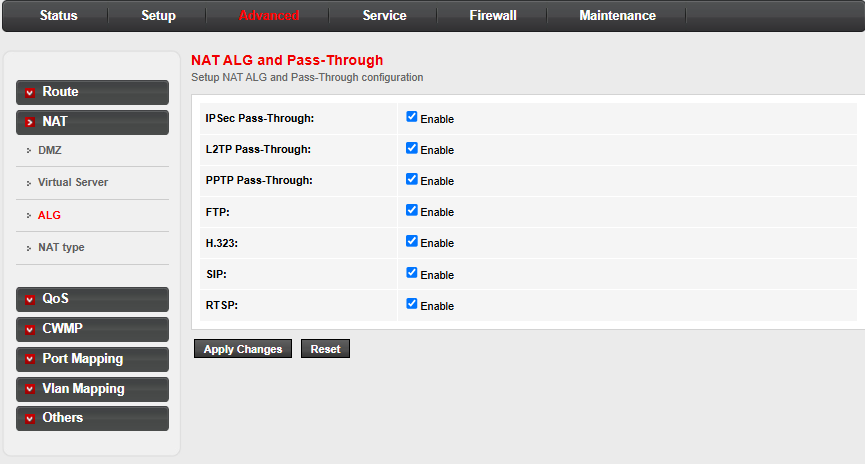 Status Setup Advanced Service Firewall Maintenance
Route
NAT
DMZ
Virtual Server
ALG
NAT type
QoS
CWMP
Port Mapping
Vlan Mapping
Others
NAT ALG and Pass-Through
Setup NAT ALG and Pass-Through configuration
IPSec Pass-Through: Enable
L2TP Pass-Through: Enable
PPTP Pass-Through: Enable
FTP: Enable
H.323: Enable
SIP: Enable
RTSP: Enable
Apply Changes Reset